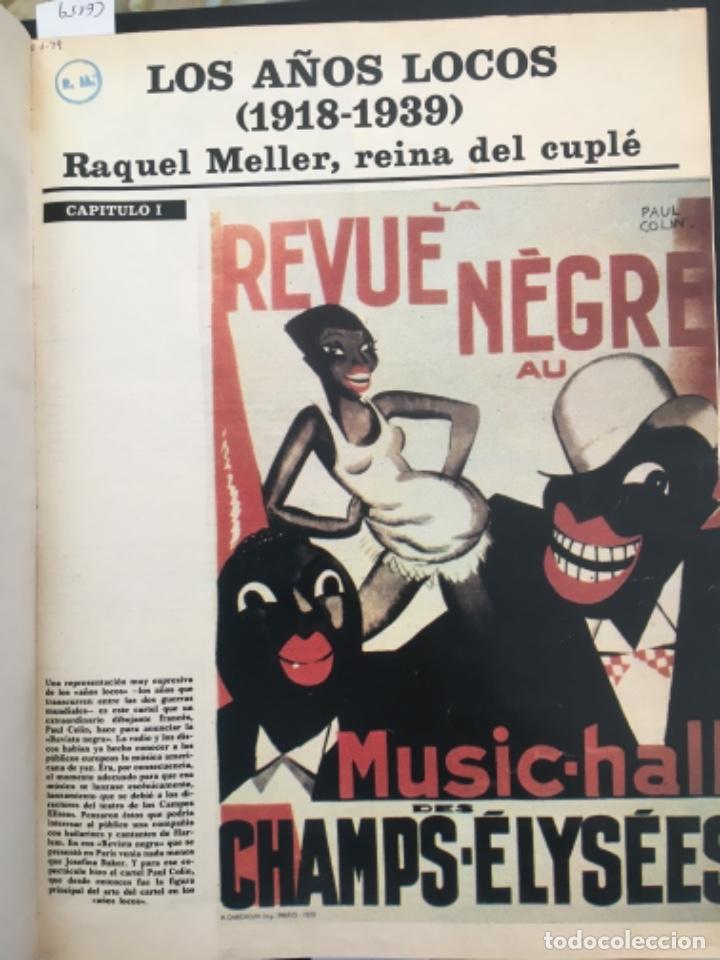 65159
LOS AÑOS LOCOS
(1918-1939)
Raquel Meller, reina del cuplé
R. M.
CAPITULO I
LA
REVUE NÈGRE
AU
PAUL
COLIN.
Music-hall
DES
CHAMPS-ÉLYSÉES
Una representación muy expresiva
de los «años locos» —los años que
transcurren entre las dos guerras
mundiales— es este cartel que un
extraordinario dibujante francés,
Paul Colin, hace para anunciar la
«Revista negra». La radio y los dis-
cos habían ya hecho conocer a los
públicos europeos la música ameri-
cana de jaz. Era, por consecuencia,
el momento adecuado para que esa
música se lanzase escénicamente,
lanzamiento que se debió a los di-
rectores del teatro de los Campos
Elíseos. Pensaron éstos que podría
interesar al público una compañía
con bailarines y cantantes de Har-
lem. En esa «Revista negra» que se
presentó en París venía nada menos
que Josefina Baker. Y para ese es-
pectáculo hizo el cartel Paul Colin,
que desde entonces fue la figura
principal del arte del cartel en los
«años locos».
todocoleccion